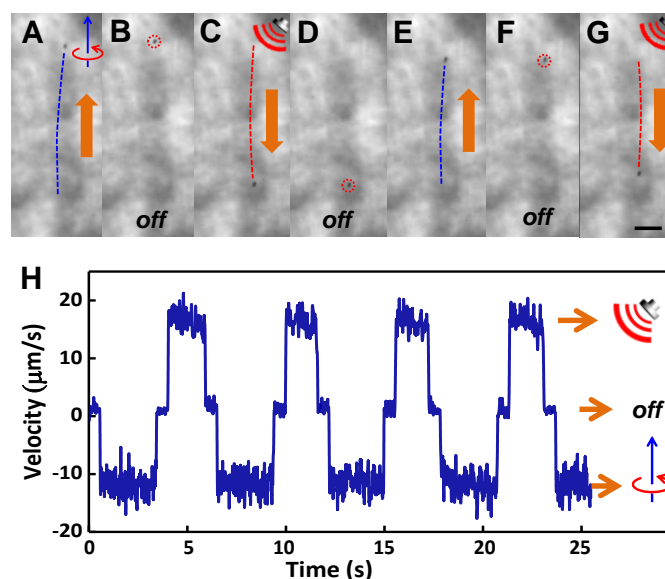 A B C D E F G
off off off
H
Velocity (μm/s)
20
10
0
-10
-20
0 5 10 15 20 25
Time (s)
off